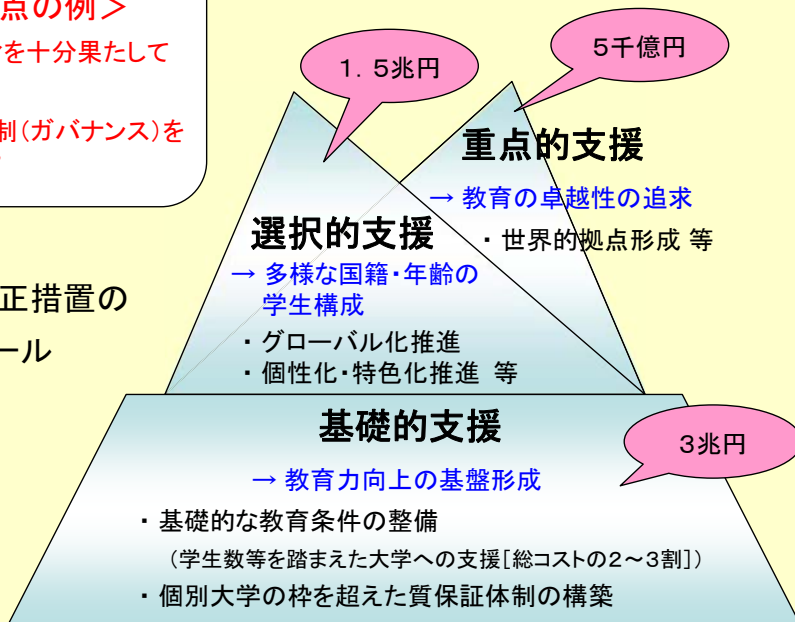 点の例＞
を十分果たして
制（ガバナンス）を
正措置の
ール
１．５兆円
５千億円
重点的支援
→ 教育の卓越性の追求
・世界的拠点形成 等
選択的支援
→ 多様な国籍・年齢の
学生構成
・グローバル化推進
・個性化・特色化推進 等
基礎的支援
３兆円
→ 教育力向上の基盤形成
・基礎的な教育条件の整備
（学生数等を踏まえた大学への支援［総コストの２～３割］）
・個別大学の枠を超えた質保証体制の構築